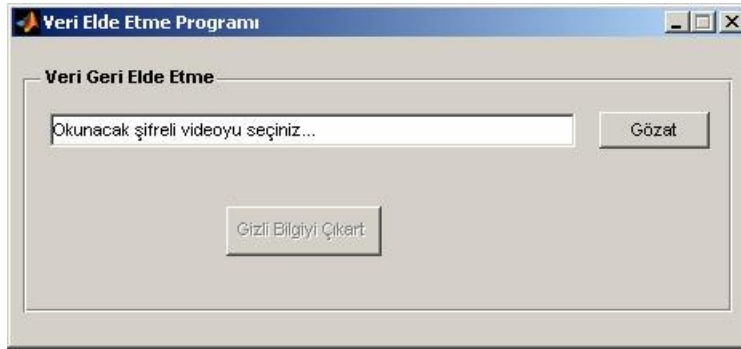 Veri Elde Etme Programı
Veri Geri Elde Etme
Okunacak şifreli videoyu seçiniz...
Gözat
Gizli Bilgiyi Çıkart